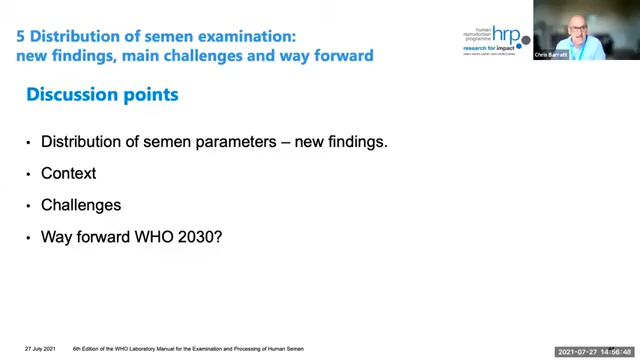 5 Distribution of semen examination:
new findings, main challenges and way forward
human
reproduction
programme
hrp
research for impact
Chris Barratt
Discussion points
• Distribution of semen parameters – new findings.
• Context
• Challenges
• Way forward WHO 2030?
27 July 2021
6th Edition of the WHO Laboratory Manual for the Examination and Processing of Human Semen
2021-07-27 14:56:48